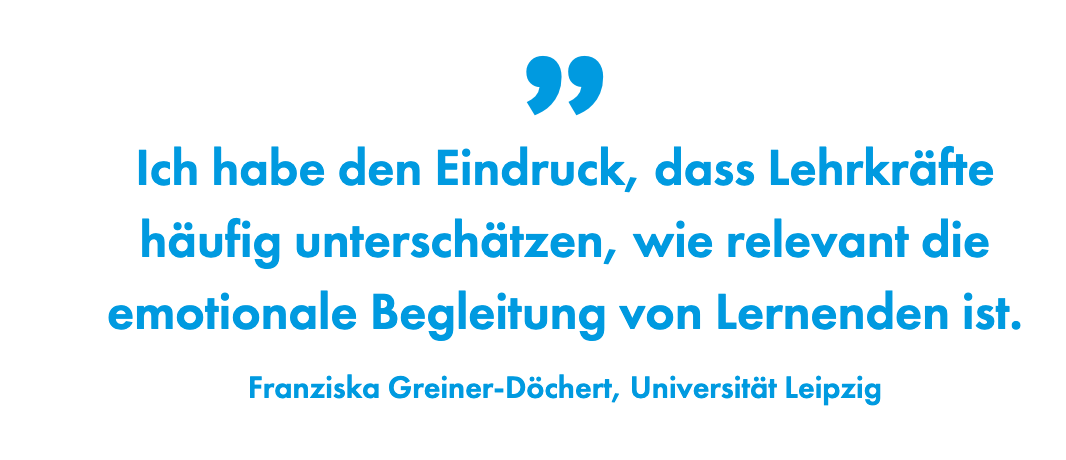 ”
Ich habe den Eindruck, dass Lehrkräfte
häufig unterschätzen, wie relevant die
emotionale Begleitung von Lernenden ist.
Franziska Greiner-Döchert, Universität Leipzig